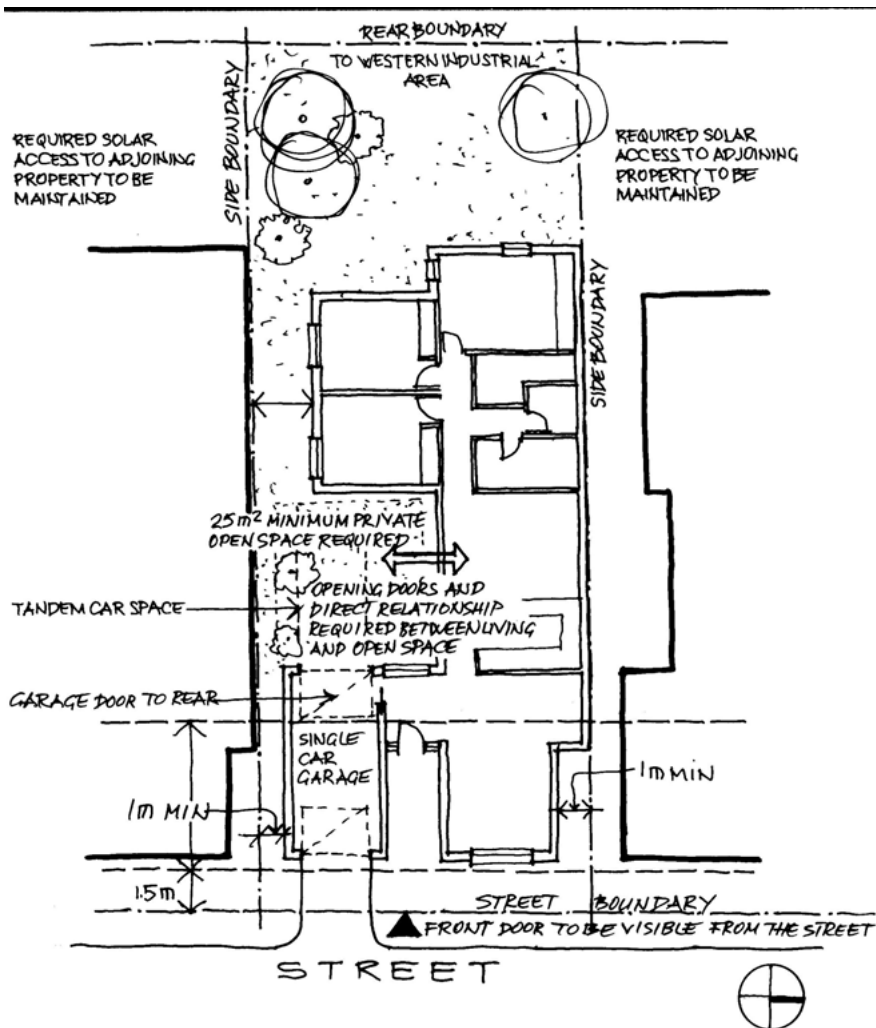 REAR BOUNDARY
TO WESTERN INDUSTRIAL
AREA
SIDE BOUNDARY
REQUIRED SOLAR
ACCESS TO ADJOINING
PROPERTY TO BE
MAINTAINED
REQUIRED SOLAR
ACCESS TO ADJOINING
PROPERTY TO BE
MAINTAINED
SIDE BOUNDARY
25m² MINIMUM PRIVATE
OPEN SPACE REQUIRED
OPENING DOORS AND
DIRECT RELATIONSHIP
REQUIRED BETWEEN LIVING
AND OPEN SPACE
TANDEM CAR SPACE
GARAGE DOOR TO REAR
SINGLE
CAR
GARAGE
1m MIN
1m MIN
1.5m
STREET BOUNDARY
FRONT DOOR TO BE VISIBLE FROM THE STREET
STREET